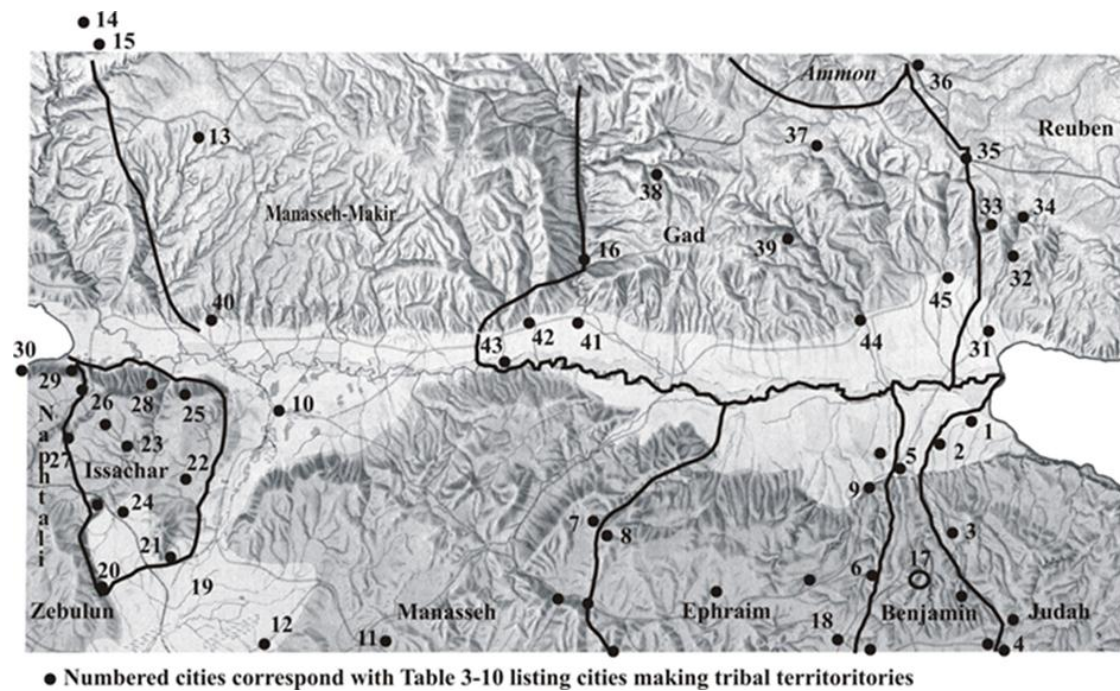 14
15
Ammon
36
13
37
Reuben
35
38
Manasseh-Makir
33
34
Gad
16
39
32
40
45
43
42
41
44
31
30
29
28
25
10
N
a
p
h
t
a
l
i
26
1
27
23
2
Issachar
22
5
9
24
7
8
3
21
17
20
19
6
Zebulun
Manasseh
Ephraim
Benjamin
Judah
12
11
18
4
● Numbered cities correspond with Table 3-10 listing cities making tribal territoritories